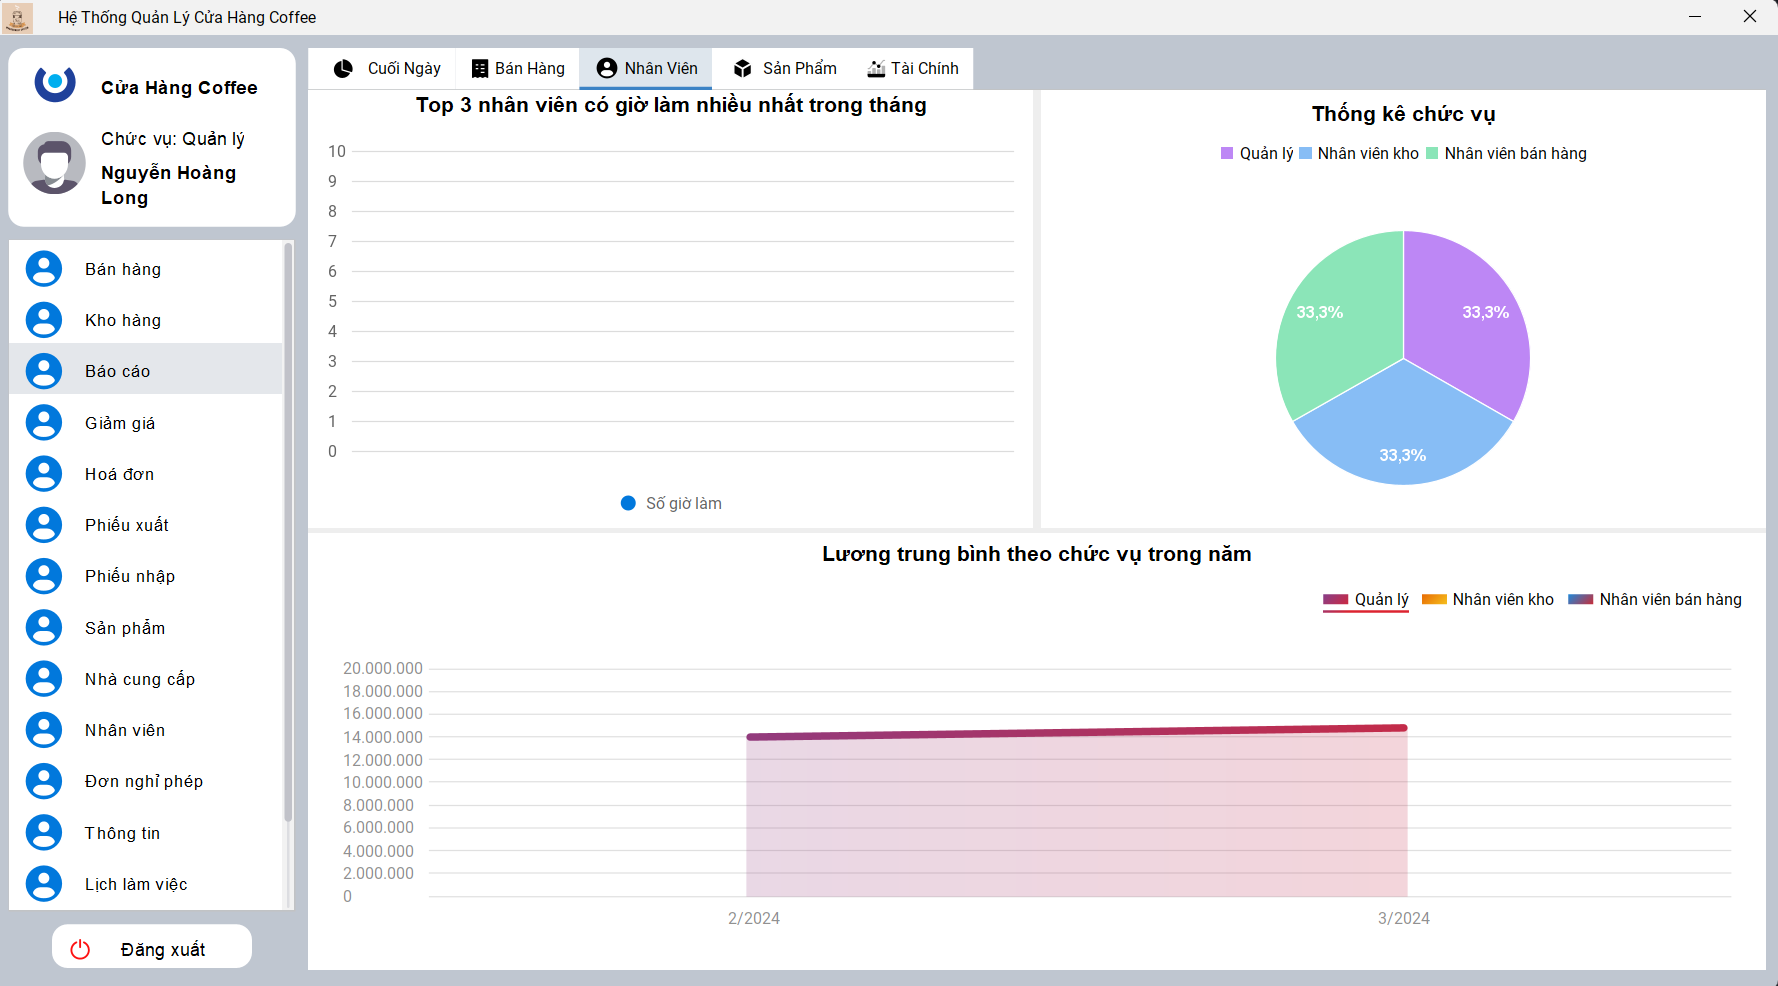 Hệ Thống Quản Lý Cửa Hàng Coffee
Cửa Hàng Coffee
Chức vụ: Quản lý
Nguyễn Hoàng
Long
Bán hàng
Kho hàng
Báo cáo
Giảm giá
Hoá đơn
Phiếu xuất
Phiếu nhập
Sản phẩm
Nhà cung cấp
Nhân viên
Đơn nghỉ phép
Thông tin
Lịch làm việc
Đăng xuất
Cuối Ngày
Bán Hàng
Nhân Viên
Sản Phẩm
Tài Chính
Top 3 nhân viên có giờ làm nhiều nhất trong tháng
10
9
8
7
6
5
4
3
2
1
0
Số giờ làm
Thống kê chức vụ
Quản lý Nhân viên kho Nhân viên bán hàng
33,3% 33,3%
33,3%
Lương trung bình theo chức vụ trong năm
Quản lý Nhân viên kho Nhân viên bán hàng
20.000.000
18.000.000
16.000.000
14.000.000
12.000.000
10.000.000
8.000.000
6.000.000
4.000.000
2.000.000
0
2/2024 3/2024